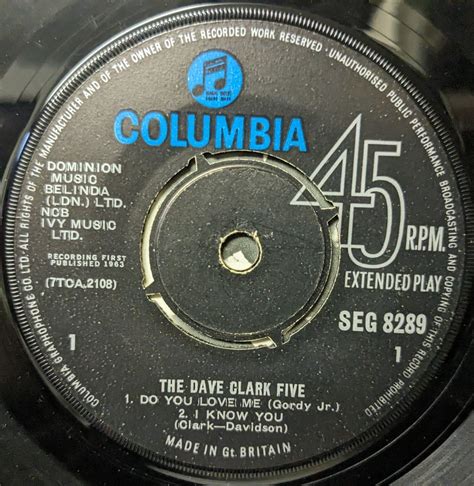 COLUMBIA GRAPHOPHONE CO. LTD. ALL RIGHTS OF THE MANUFACTURER AND OF THE OWNER OF THE RECORDED WORK RESERVED · UNAUTHORISED PUBLIC PERFORMANCE BROADCASTING AND COPYING OF THIS RECORD PROHIBITED
COLUMBIA
DOMINION
MUSIC
BELINDA
(LDN.) LTD.
NCB
IVY MUSIC
LTD.
RECORDING FIRST
PUBLISHED 1963
(7TCA.2108)
45
R.P.M.
EXTENDED PLAY
SEG 8289
1
1
THE DAVE CLARK FIVE
1. DO YOU LOVE ME (Gordy Jr.)
2. I KNOW YOU
(Clark—Davidson)
MADE IN Gt. BRITAIN